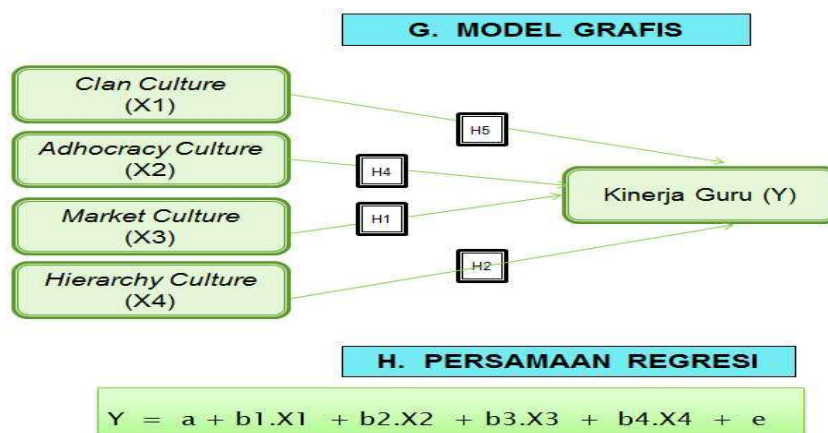 G. MODEL GRAFIS
Clan Culture
(X1)
H5
Adhocracy Culture
(X2)
H4
Kinerja Guru (Y)
Market Culture
(X3)
H1
Hierarchy Culture
(X4)
H2
H. PERSAMAAN REGRESI
Y = a + b1.X1 + b2.X2 + b3.X3 + b4.X4 + e